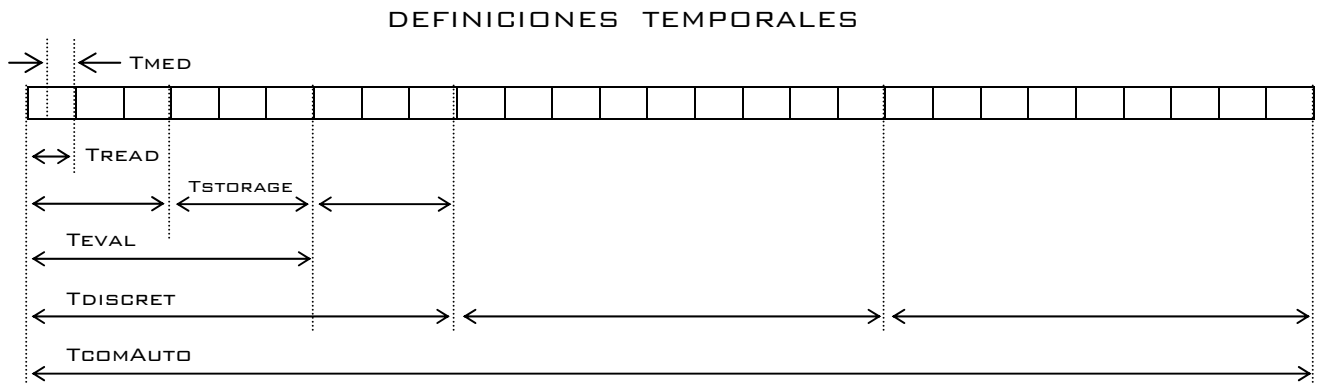 DEFINICIONES TEMPORALES
TMED
TREAD
TSTORAGE
TEVAL
TDISCRET
TCOMAUTO